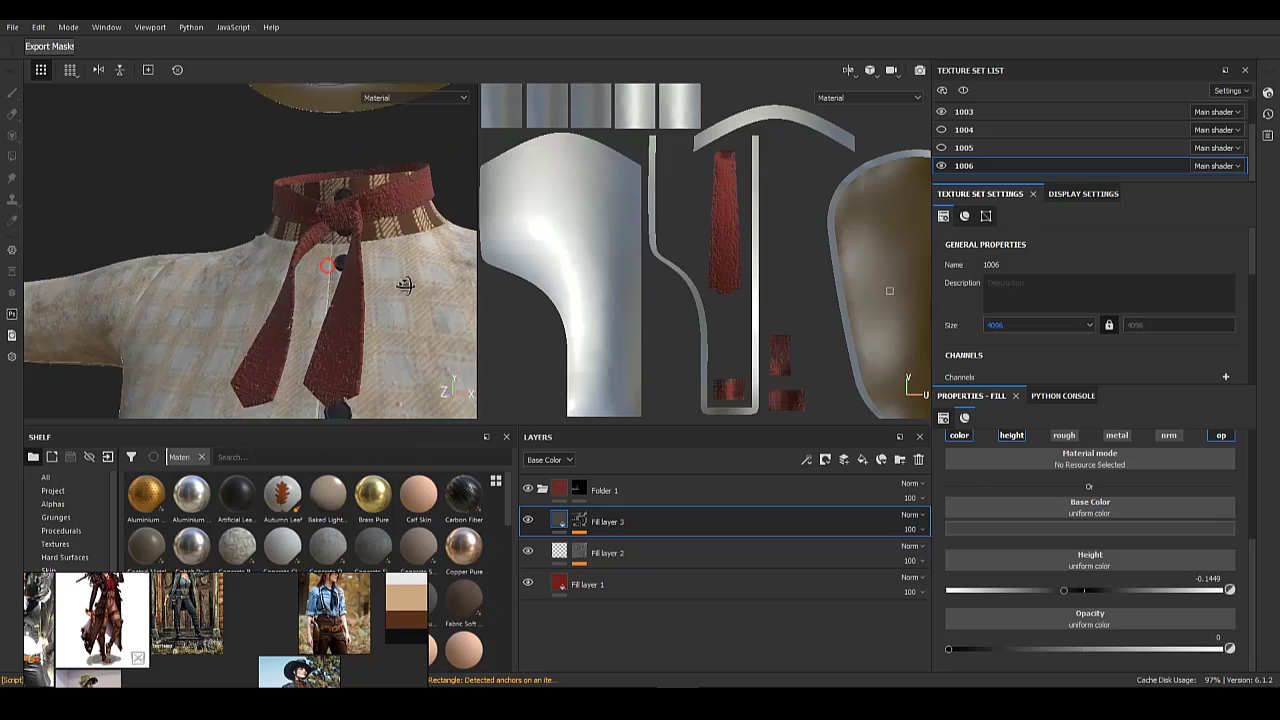 File Edit Mode Window Viewport Python JavaScript Help
Export Masks
Material
Z Y X
Material
V U
TEXTURE SET LIST
Settings
1003 Main shader
1004 Main shader
1005 Main shader
1006 Main shader
TEXTURE SET SETTINGS DISPLAY SETTINGS
GENERAL PROPERTIES
Name 1006
Description Description
Size 4096 4096
CHANNELS
Channels
PROPERTIES - FILL PYTHON CONSOLE
color height rough metal nrm op
Material mode
No Resource Selected
Or
Base Color
uniform color
Height
uniform color
-0.1449
Opacity
uniform color
0
SHELF
Materi... Search...
All
Project
Alphas
Grunges
Procedurals
Textures
Hard Surfaces
Skin
Aluminium ... Aluminium ... Artificial Lea... Autumn Leaf Baked Light... Brass Pure Calf Skin Carbon Fiber
Copper Pure
Fabric Soft ...
LAYERS
Base Color
Folder 1 Norm
100
Fill layer 3 Norm
100
Fill layer 2 Norm
100
Fill layer 1 Norm
100
[Script] Rectangle: Detected anchors on an ite...
Cache Disk Usage: 97% | Version: 6.1.2